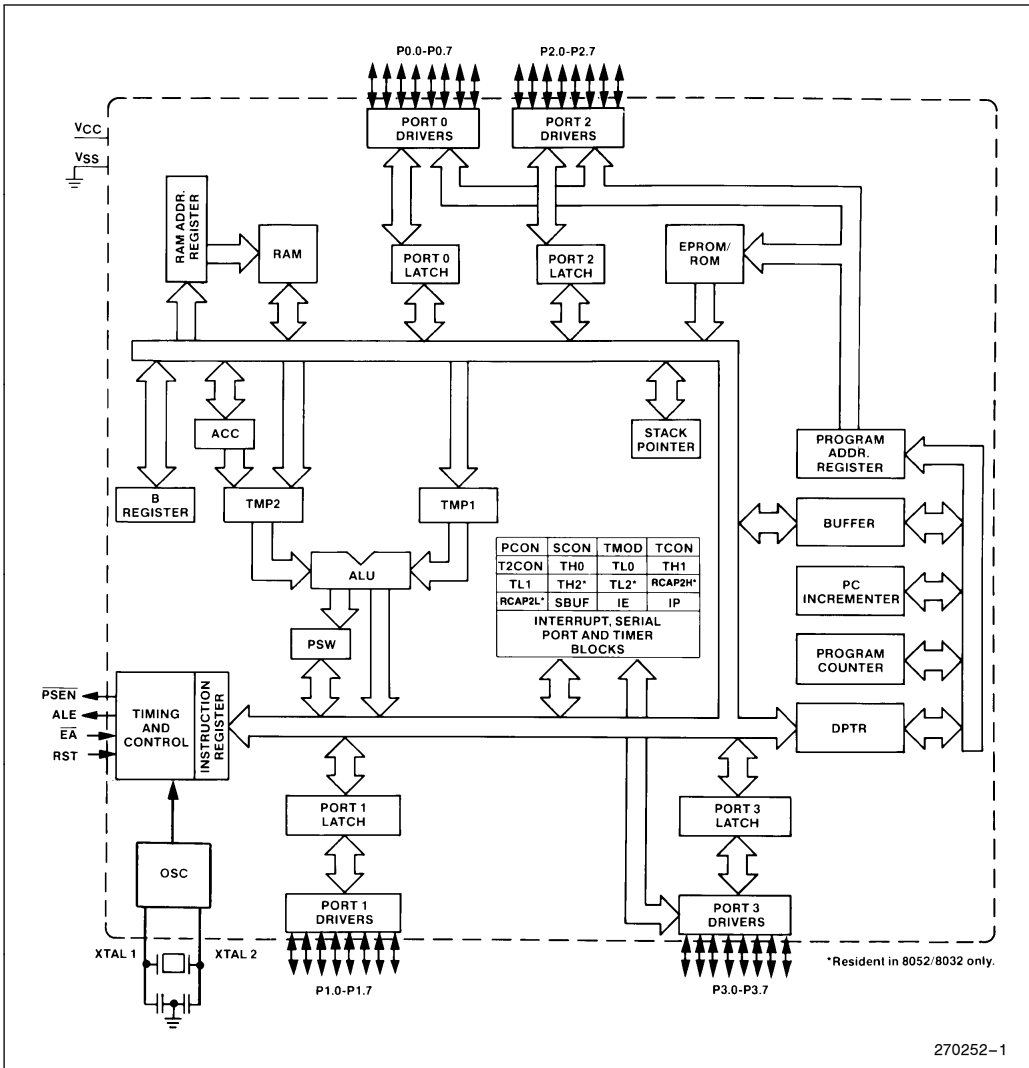 P0.0-P0.7
P2.0-P2.7
VCC
VSS
PORT 0
DRIVERS
PORT 2
DRIVERS
RAM ADDR.
REGISTER
RAM
PORT 0
LATCH
PORT 2
LATCH
EPROM/
ROM
ACC
STACK
POINTER
PROGRAM
ADDR.
REGISTER
B
REGISTER
TMP2
TMP1
BUFFER
ALU
PCON SCON TMOD TCON
T2CON TH0 TL0 TH1
TL1 TH2* TL2* RCAP2H*
RCAP2L* SBUF IE IP
INTERRUPT, SERIAL
PORT AND TIMER
BLOCKS
PC
INCREMENTER
PSW
PROGRAM
COUNTER
PSEN
ALE
EA
RST
TIMING
AND
CONTROL
INSTRUCTION
REGISTER
DPTR
PORT 1
LATCH
PORT 3
LATCH
OSC
PORT 1
DRIVERS
PORT 3
DRIVERS
XTAL 1
XTAL 2
*Resident in 8052/8032 only.
P1.0-P1.7
P3.0-P3.7
270252-1